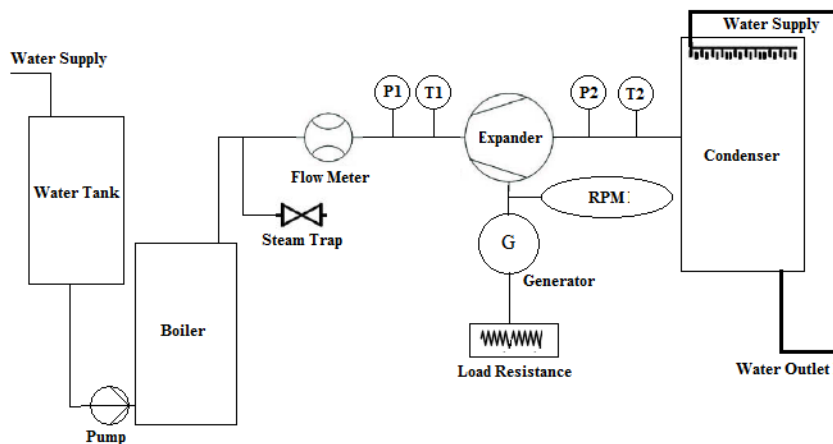 Water Supply
Water Supply
P1
T1
P2
T2
Expander
Condenser
Flow Meter
Water Tank
RPM:
Steam Trap
G
Generator
Boiler
Load Resistance
Water Outlet
Pump